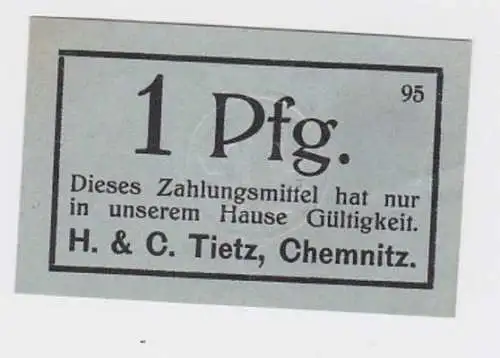 95
1 Pfg.
Dieses Zahlungsmittel hat nur
in unserem Hause Gültigkeit.
H. & C. Tietz, Chemnitz.